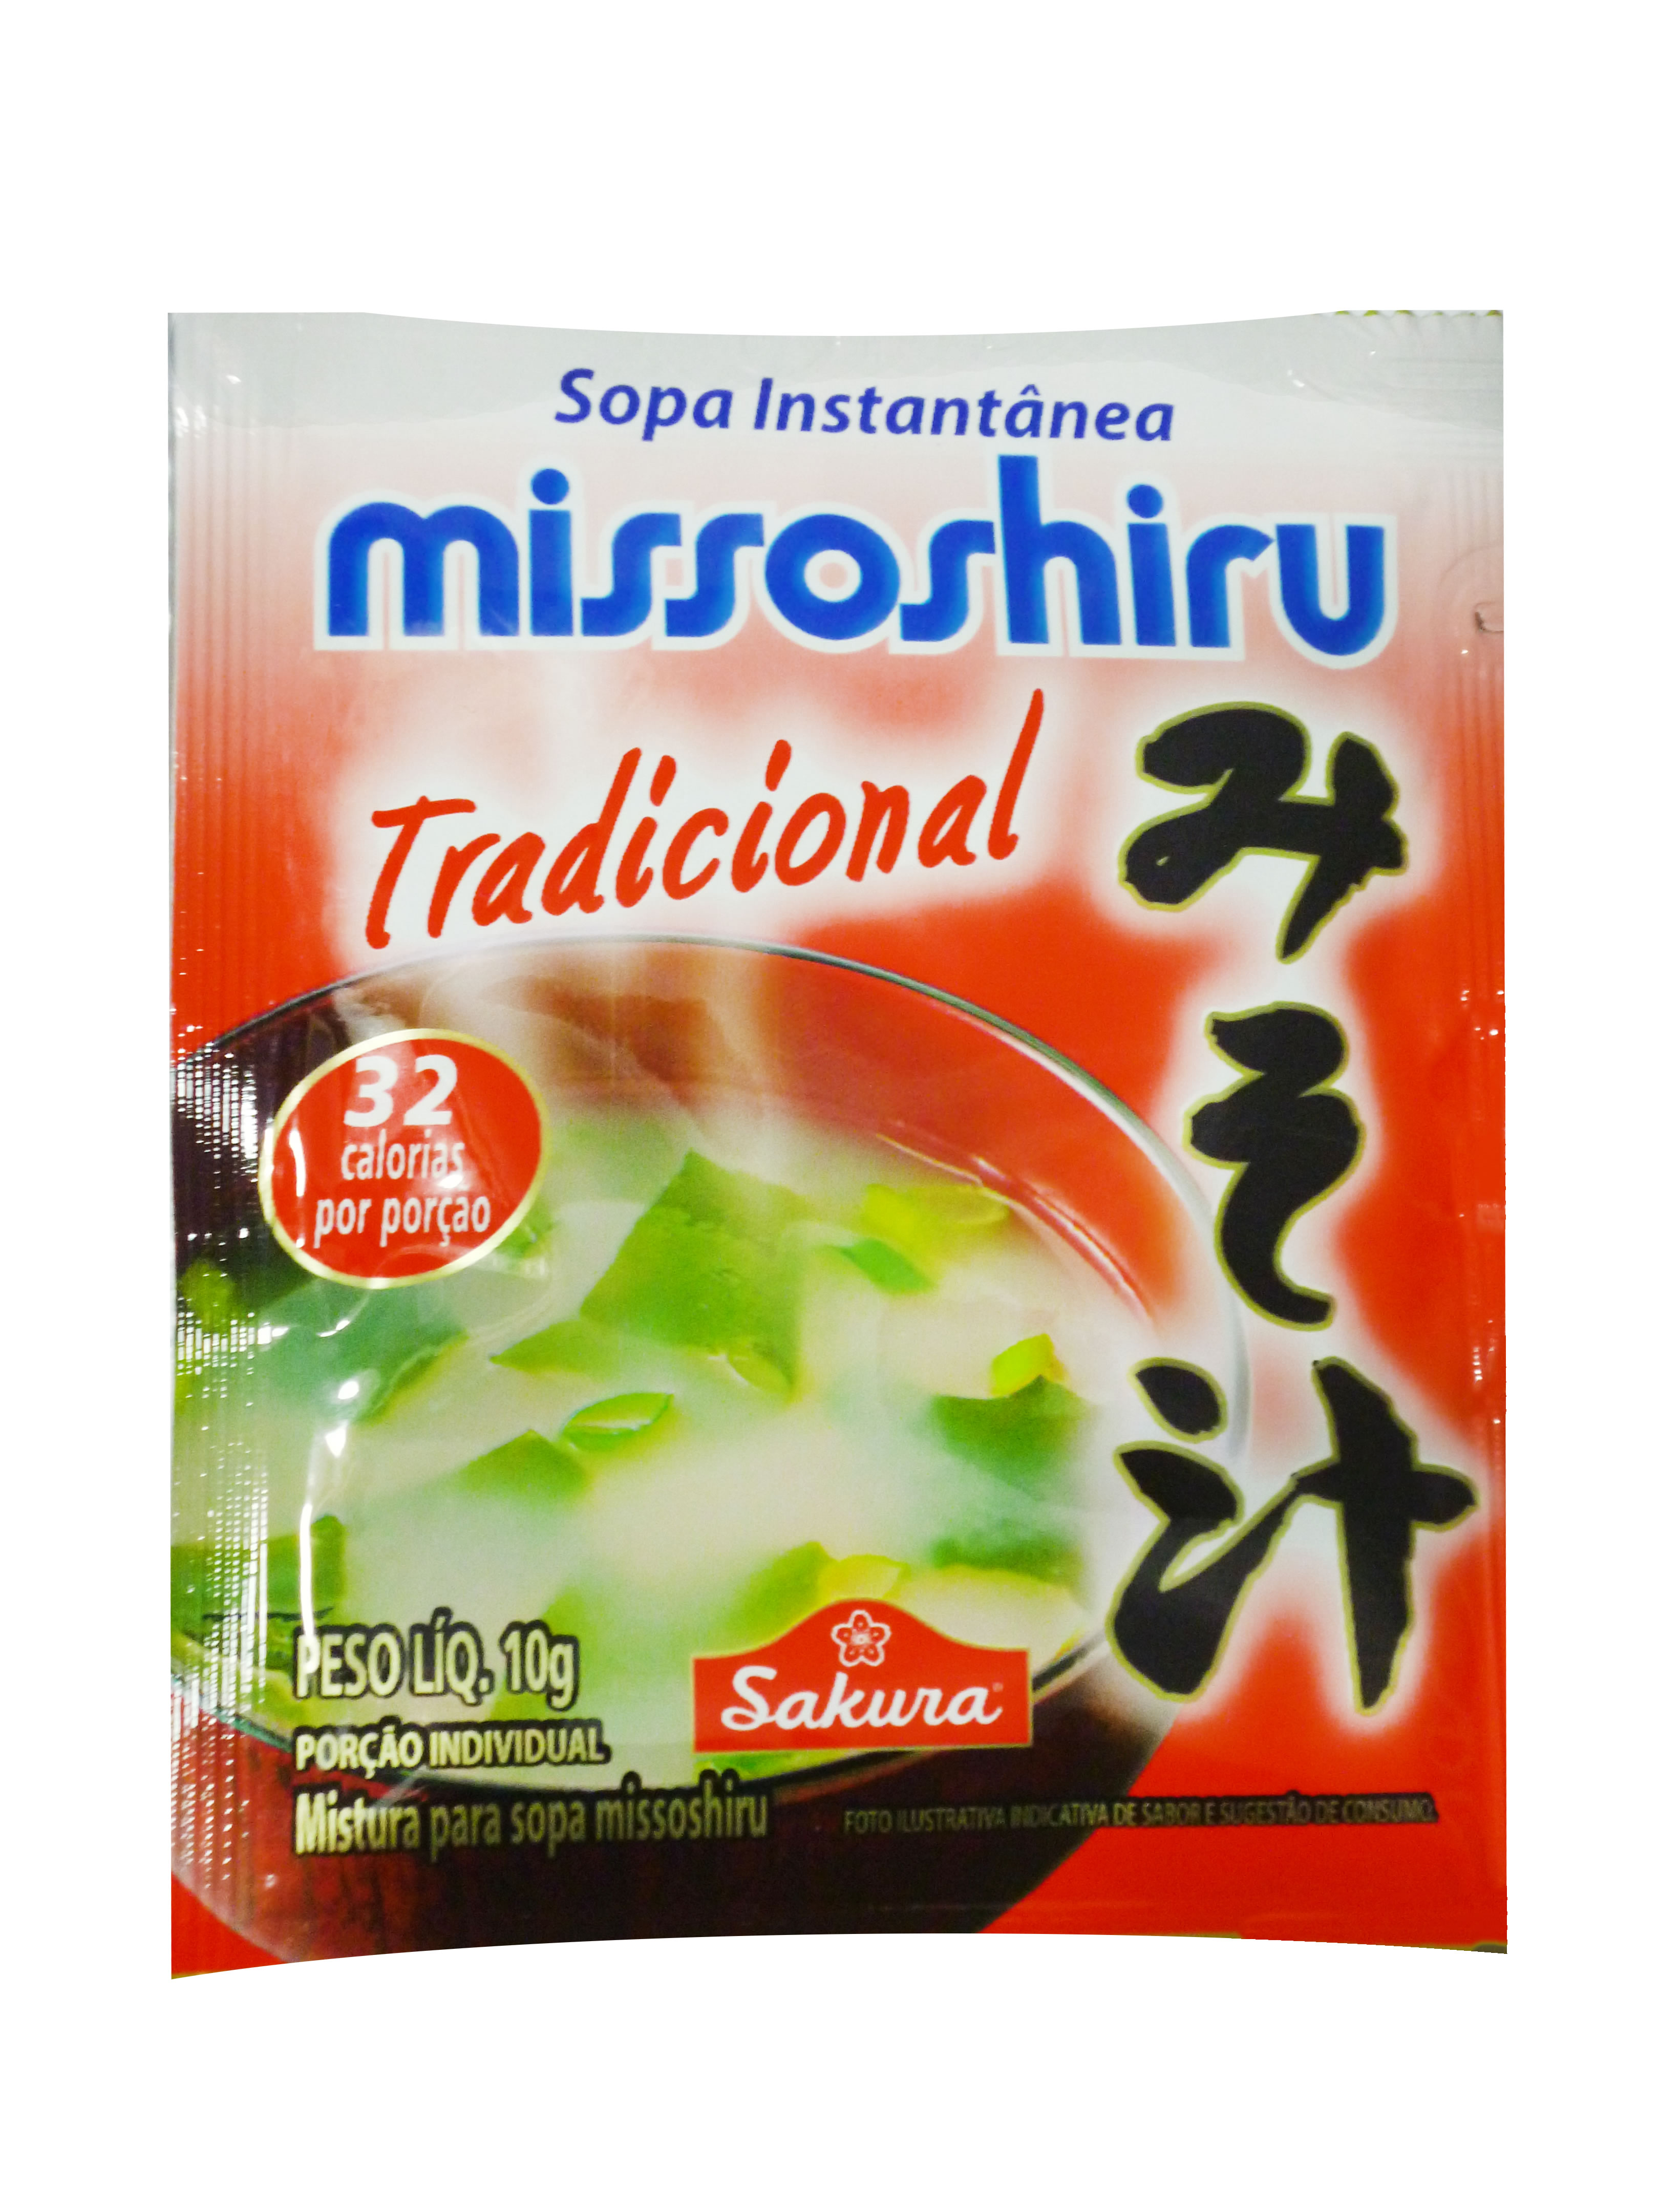 Sopa Instantânea
missoshiru
Tradicional
みそ汁
32
calorias
por porção
PESO LÍQ. 10g
PORÇÃO INDIVIDUAL
Mistura para sopa missoshiru
Sakura®
FOTO ILUSTRATIVA INDICATIVA DE SABOR E SUGESTÃO DE CONSUMO.